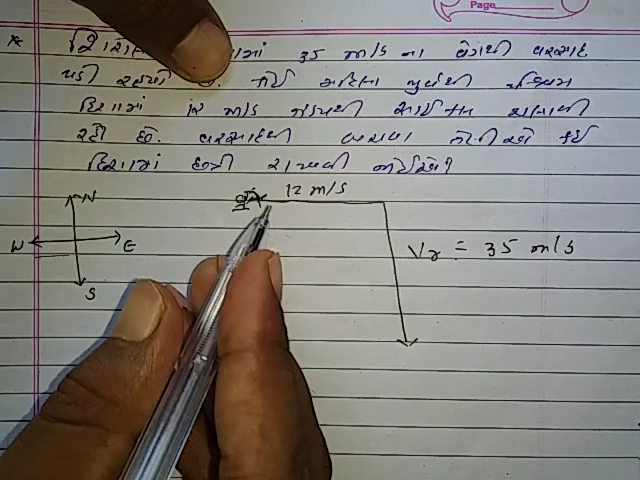 Page
* શિરોલં દિશામાં 35 m/s ના વેગથી વરસાદ
પડી રહ્યો છે. કોઈ મહિલા પુર્વથી પશ્ચિમ
દિશામાં 12 m/s ઝડપથી સાઈકલ ચલાવી
રહી છે. વરસાદથી બચવા તેણીએ કઈ
દિશામાં છત્રી રાખવી જોઈએ?
12 m/s
N
W E
S
Vr = 35 m/s